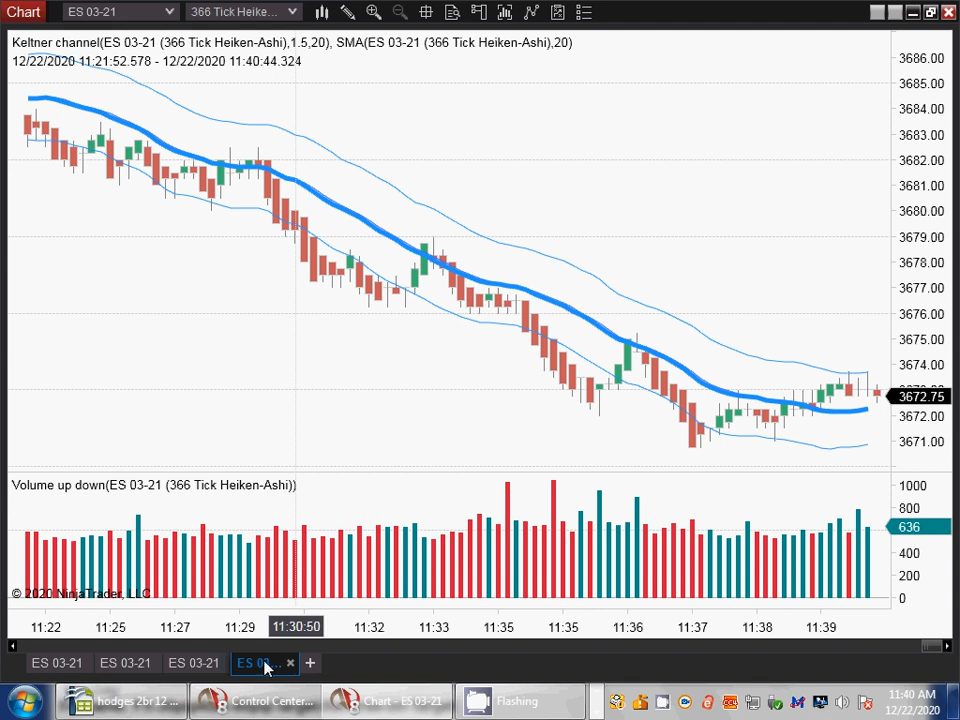 Chart ES 03-21 366 Tick Heike...
Keltner channel(ES 03-21 (366 Tick Heiken-Ashi),1.5,20), SMA(ES 03-21 (366 Tick Heiken-Ashi),20)
12/22/2020 11:21:52.578 - 12/22/2020 11:40:44.324
3686.00
3685.00
3684.00
3683.00
3682.00
3681.00
3680.00
3679.00
3678.00
3677.00
3676.00
3675.00
3674.00
3672.75
3672.00
3671.00
Volume up down(ES 03-21 (366 Tick Heiken-Ashi))
1000
800
636
400
200
0
© 2020 NinjaTrader, LLC
11:22 11:25 11:27 11:29 11:30:50 11:32 11:33 11:35 11:35 11:36 11:37 11:38 11:39
ES 03-21 ES 03-21 ES 03-21 ES 03... +
hodges 2br 12 ... Control Center... Chart - ES 03-21 Flashing
11:40 AM
12/22/2020